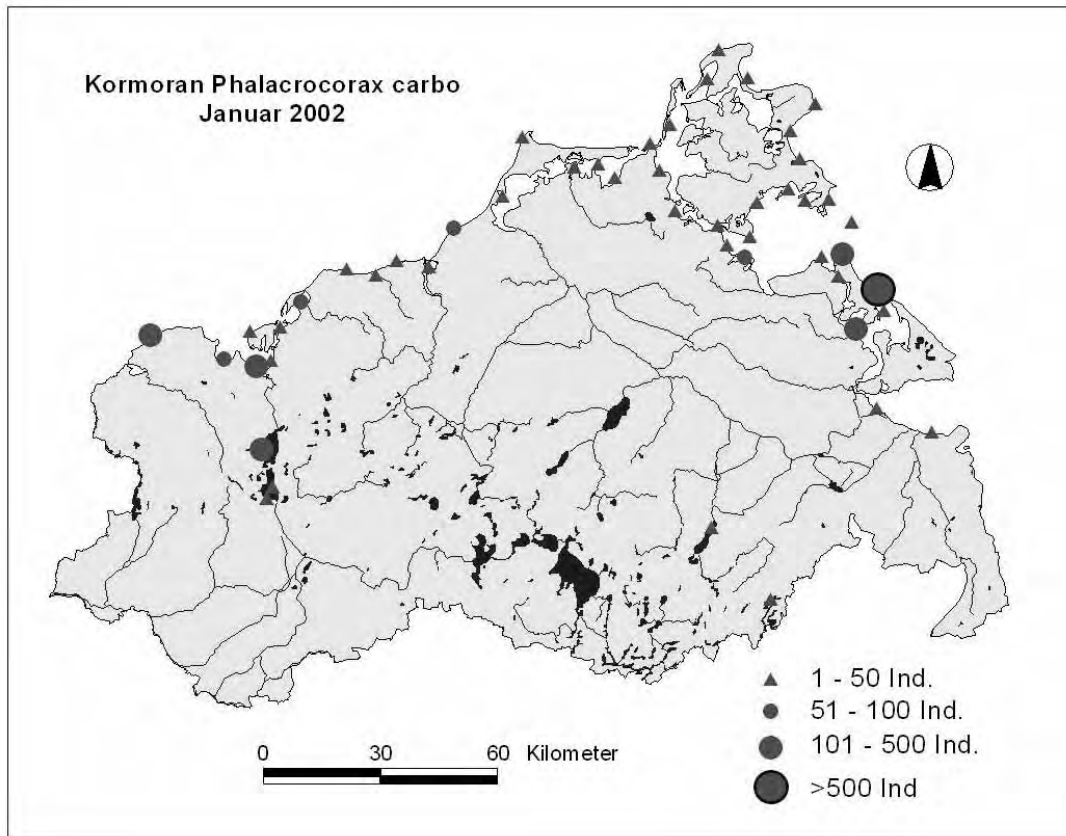 Kormoran Phalacrocorax carbo
Januar 2002
1 - 50 Ind.
51 - 100 Ind.
101 - 500 Ind.
>500 Ind
0 30 60 Kilometer